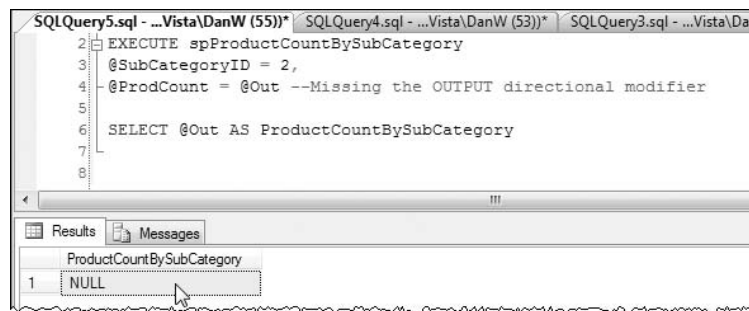 SQLQuery5.sql - ...Vista\DanW (55))* SQLQuery4.sql - ...Vista\DanW (53))* SQLQuery3.sql - ...Vista\Da
2 EXECUTE spProductCountBySubCategory
3 @SubCategoryID = 2,
4 @ProdCount = @Out --Missing the OUTPUT directional modifier
5
6 SELECT @Out AS ProductCountBySubCategory
7
8
Results Messages
ProductCountBySubCategory
1 NULL